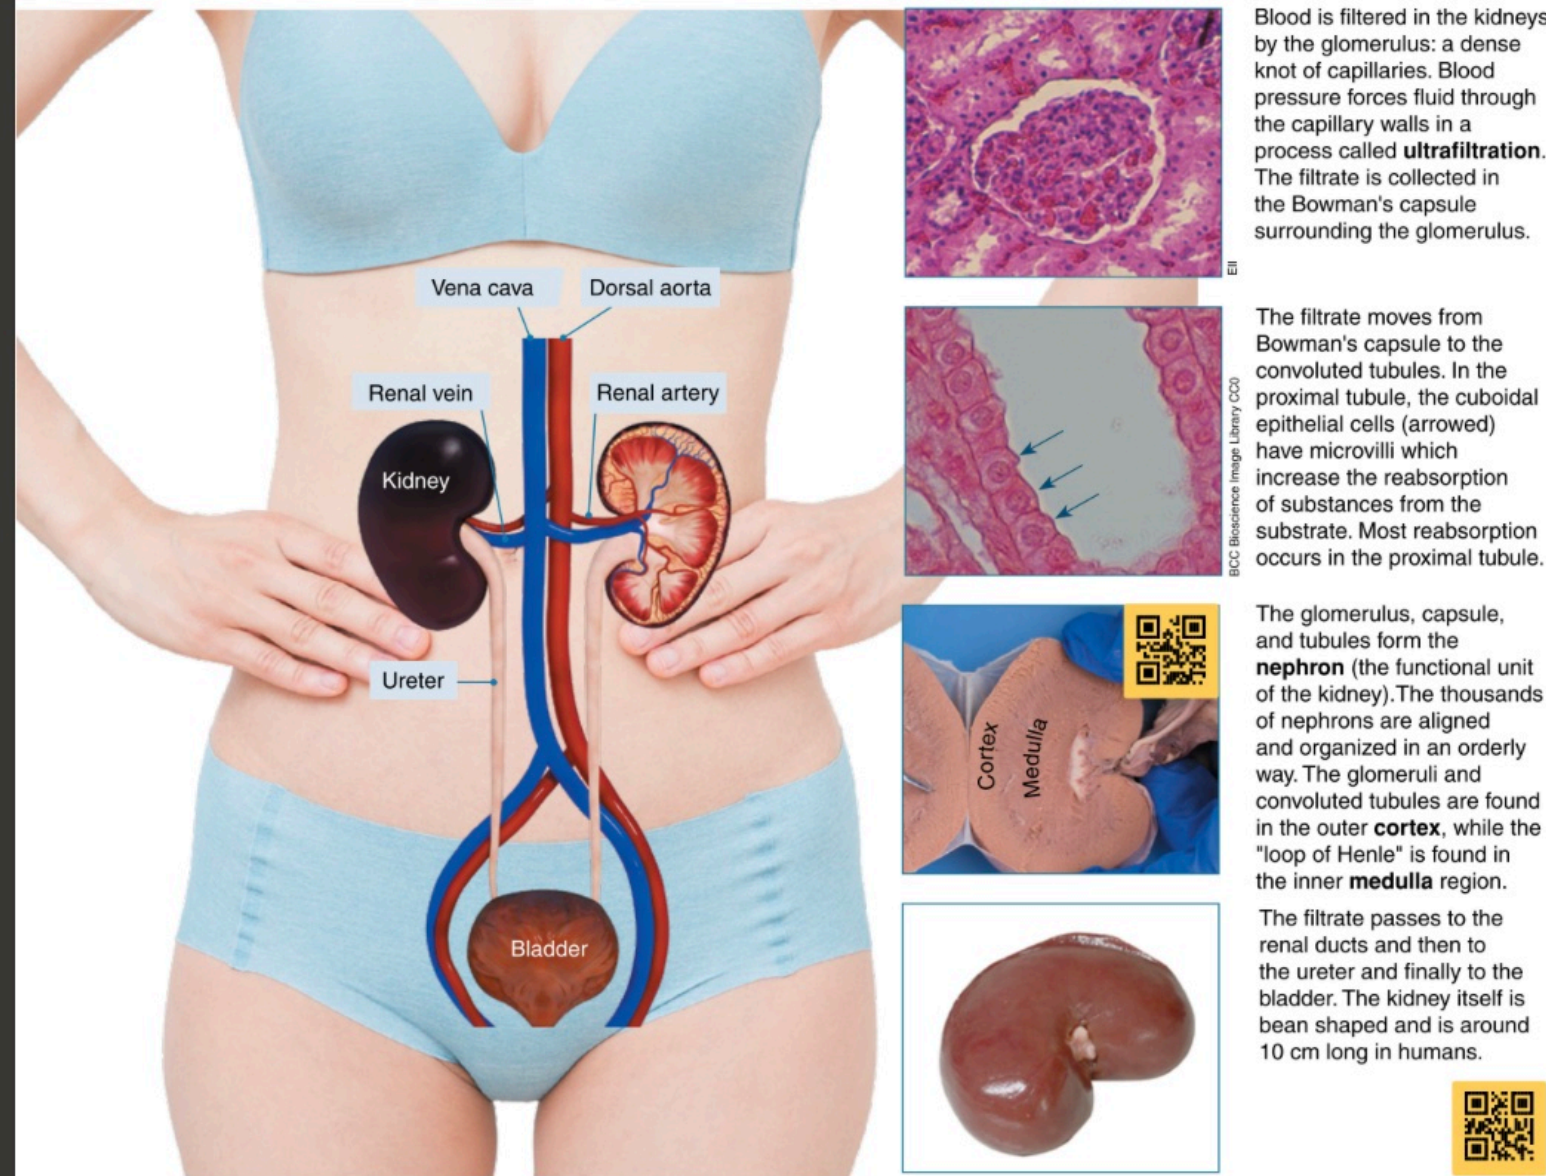 Vena cava
Dorsal aorta
Renal vein
Renal artery
Kidney
Ureter
Bladder
Blood is filtered in the kidneys
by the glomerulus: a dense
knot of capillaries. Blood
pressure forces fluid through
the capillary walls in a
process called ultrafiltration.
The filtrate is collected in
the Bowman's capsule
surrounding the glomerulus.
EII
The filtrate moves from
Bowman's capsule to the
convoluted tubules. In the
proximal tubule, the cuboidal
epithelial cells (arrowed)
have microvilli which
increase the reabsorption
of substances from the
substrate. Most reabsorption
occurs in the proximal tubule.
BCC Bioscience Image Library CC0
Cortex
Medulla
The glomerulus, capsule,
and tubules form the
nephron (the functional unit
of the kidney).The thousands
of nephrons are aligned
and organized in an orderly
way. The glomeruli and
convoluted tubules are found
in the outer cortex, while the
"loop of Henle" is found in
the inner medulla region.
The filtrate passes to the
renal ducts and then to
the ureter and finally to the
bladder. The kidney itself is
bean shaped and is around
10 cm long in humans.